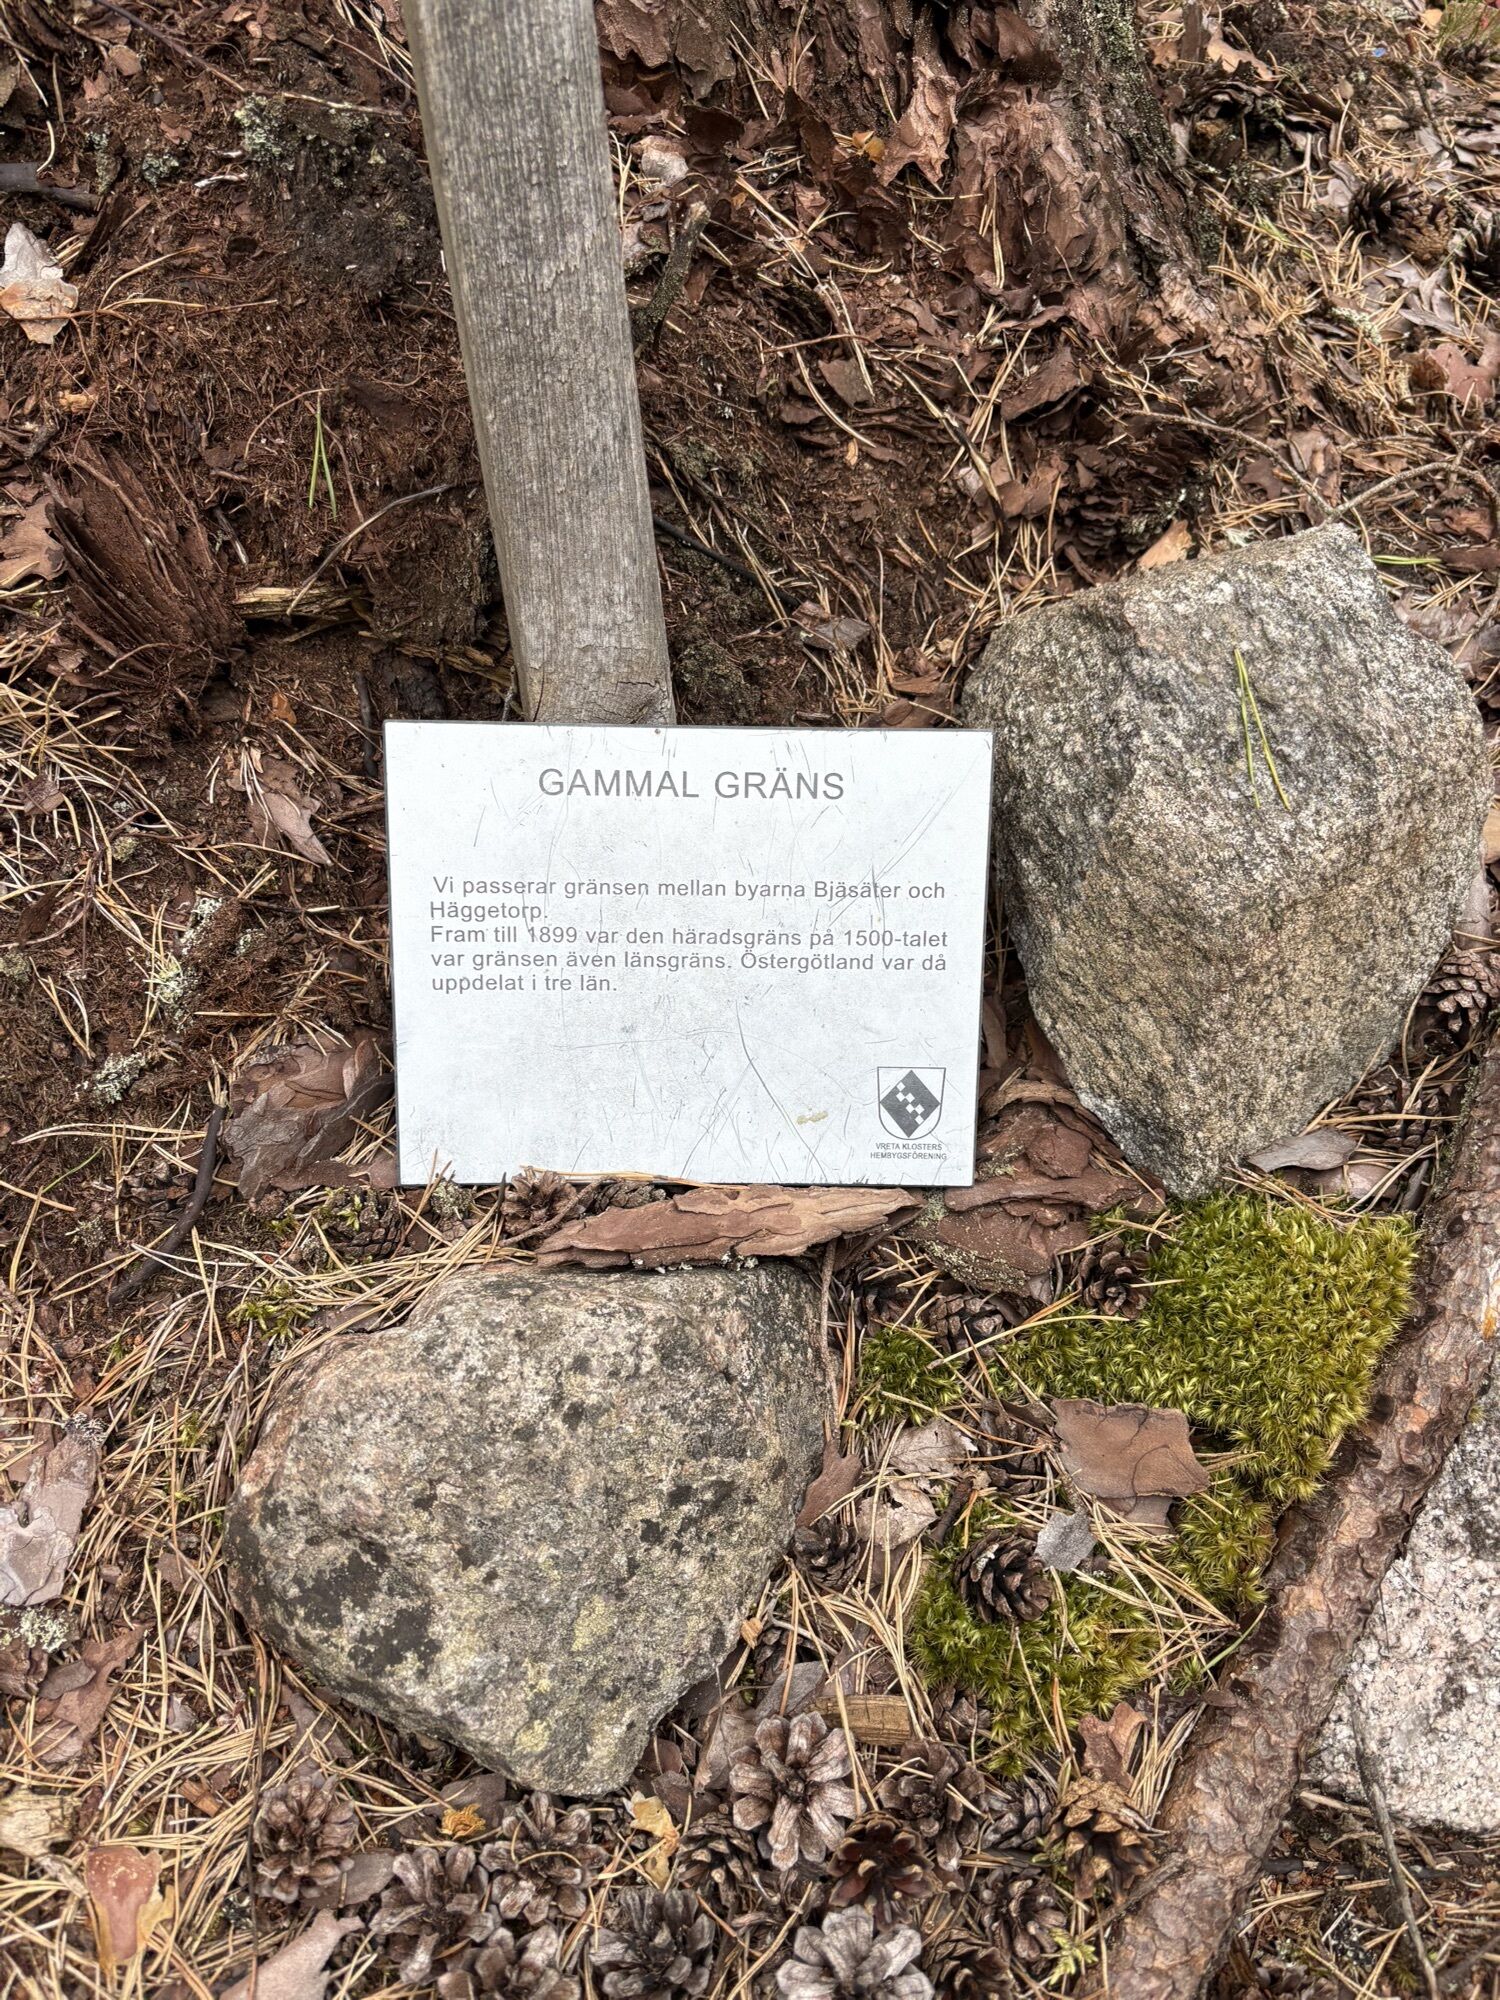 GAMMAL GRÄNS
Vi passerar gränsen mellan byarna Bjäsäter och
Häggetorp.
Fram till 1899 var den häradsgräns på 1500-talet
var gränsen även länsgräns. Östergötland var då
uppdelat i tre län.
VRETA KLOSTERS
HEMBYGSFÖRENING